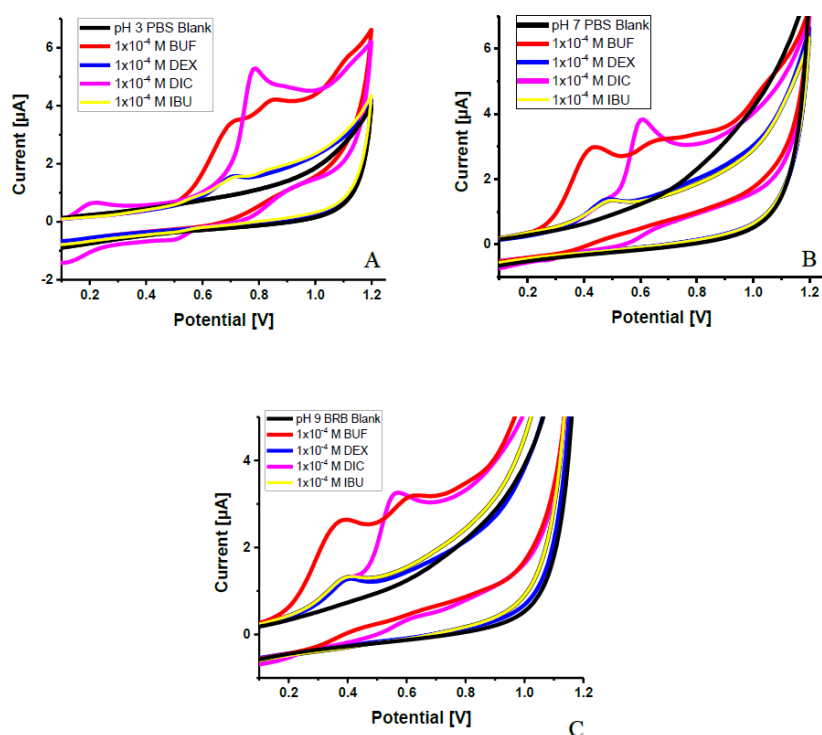 pH 3 PBS Blank
1x10⁻⁴ M BUF
1x10⁻⁴ M DEX
1x10⁻⁴ M DIC
1x10⁻⁴ M IBU
Current [µA]
6
4
2
0
-2
0.2 0.4 0.6 0.8 1.0 1.2
Potential [V]
A
pH 7 PBS Blank
1x10⁻⁴ M BUF
1x10⁻⁴ M DEX
1x10⁻⁴ M DIC
1x10⁻⁴ M IBU
Current [µA]
6
4
2
0
0.2 0.4 0.6 0.8 1.0 1.2
Potential [V]
B
pH 9 BRB Blank
1x10⁻⁴ M BUF
1x10⁻⁴ M DEX
1x10⁻⁴ M DIC
1x10⁻⁴ M IBU
Current [µA]
4
2
0
0.2 0.4 0.6 0.8 1.0 1.2
Potential [V]
C